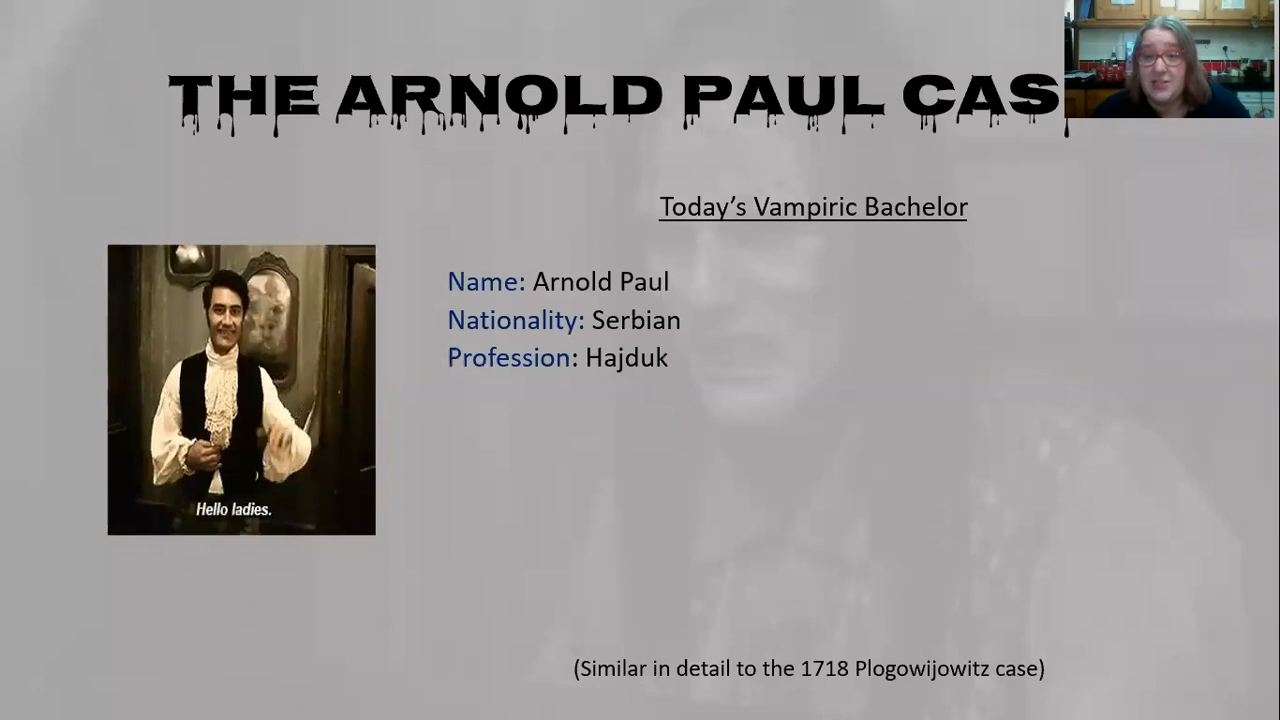 THE ARNOLD PAUL CAS
Today's Vampiric Bachelor
Name: Arnold Paul
Nationality: Serbian
Profession: Hajduk
Hello ladies.
(Similar in detail to the 1718 Plogowijowitz case)